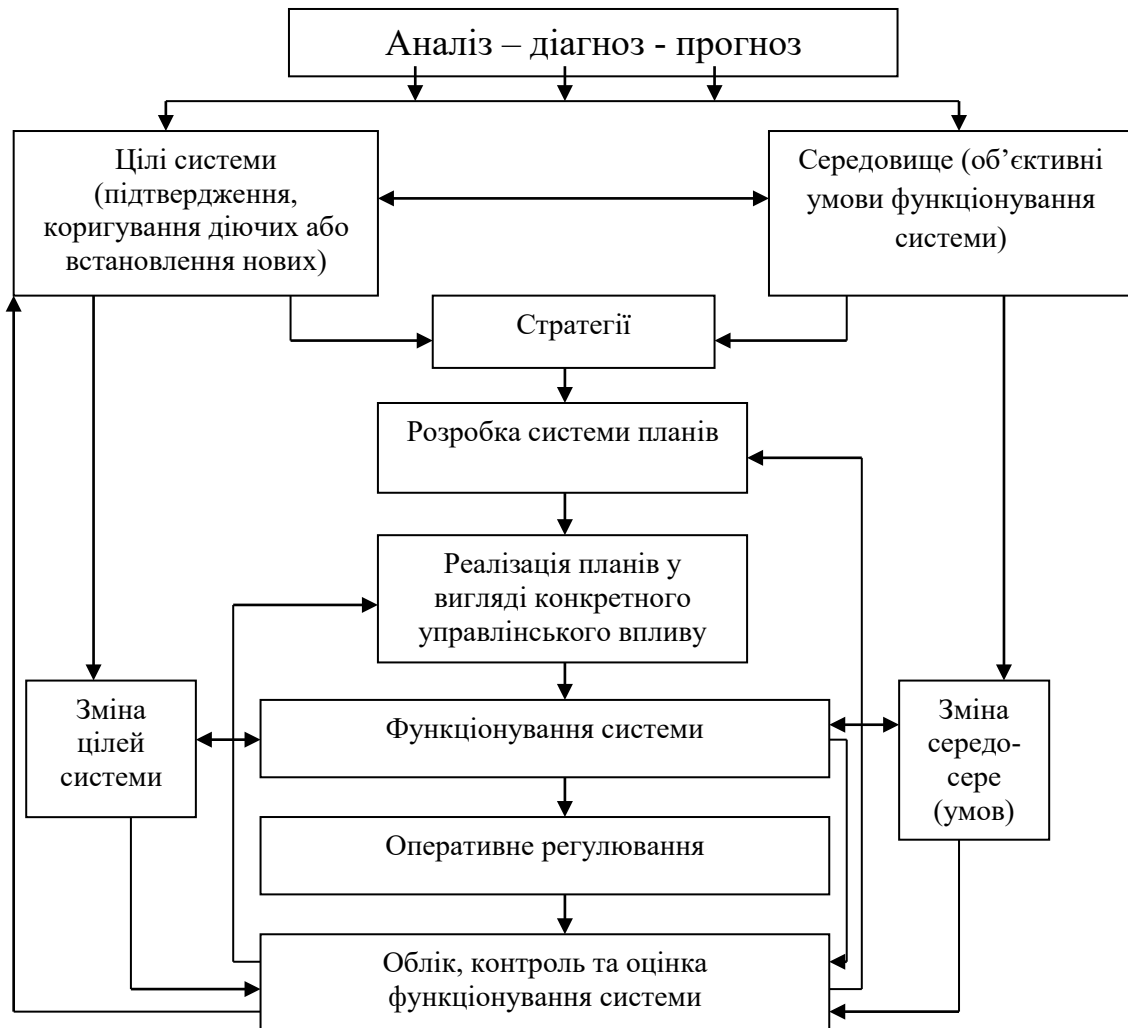 Аналіз – діагноз - прогноз
Цілі системи
(підтвердження,
коригування діючих або
встановлення нових)
Середовище (об’єктивні
умови функціонування
системи)
Стратегії
Розробка системи планів
Реалізація планів у
вигляді конкретного
управлінського впливу
Зміна
цілей
системи
Функціонування системи
Зміна
середо-
сере
(умов)
Оперативне регулювання
Облік, контроль та оцінка
функціонування системи